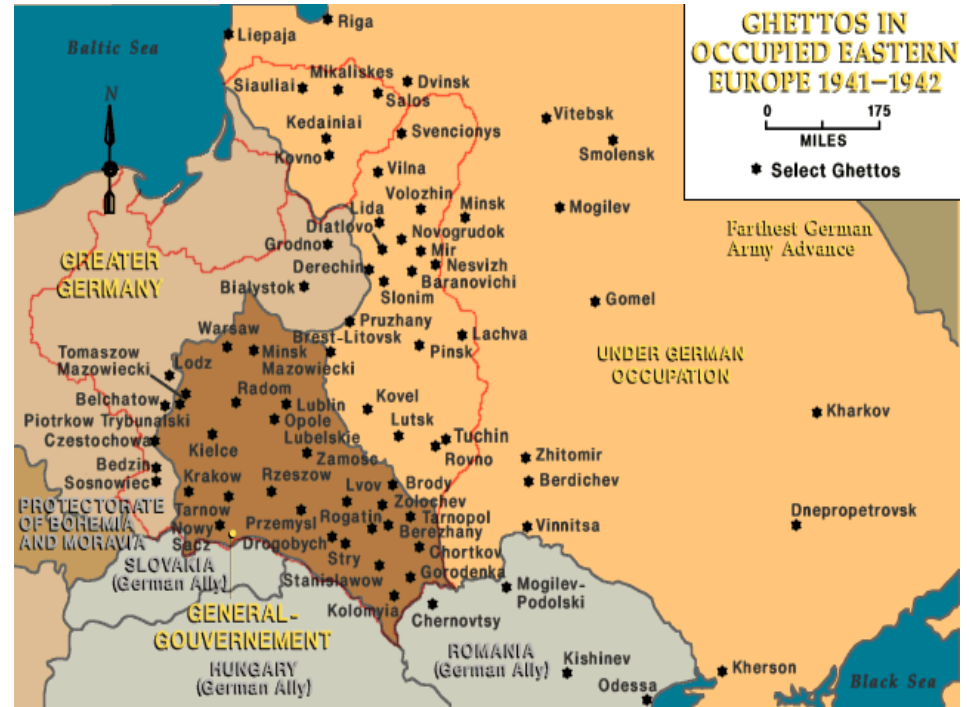 GHETTOS IN
OCCUPIED EASTERN
EUROPE 1941–1942
0 175
MILES
Select Ghettos
Baltic Sea
N
Riga
Liepaja
Mikaliskes
Siauliai
Dvinsk
Salos
Kedainiai
Svencionys
Kovno
Vilna
Vitebsk
Smolensk
Volozhin
Minsk
Mogilev
Lida
Diatlovo
Novogrudok
Grodno
Mir
Derechin
Nesvizh
Baranovichi
Bialystok
Slonim
Farthest German
Army Advance
GREATER
GERMANY
Gomel
Pruzhany
Warsaw
Brest-Litovsk
Lachva
Pinsk
Minsk
Mazowiecki
Tomaszow
Mazowiecki
Lodz
UNDER GERMAN
OCCUPATION
Belchatow
Radom
Lublin
Kovel
Piotrkow Trybunalski
Opole
Lubelskie
Lutsk
Kharkov
Czestochowa
Kielce
Tuchin
Rovno
Zamosc
Zhitomir
Bedzin
Sosnowiec
Krakow
Rzeszow
Lvov
Brody
Berdichev
PROTECTORATE
OF BOHEMIA
AND MORAVIA
Zolochev
Tarnow
Przemysl
Rogatin
Tarnopol
Dnepropetrovsk
Nowy
Sacz
Drogobych
Berezhany
Vinnitsa
Stry
Chortkov
SLOVAKIA
(German Ally)
Stanislawow
Gorodenka
Mogilev-
Podolski
Kolomyia
Chernovtsy
GENERAL-
GOUVERNEMENT
HUNGARY
(German Ally)
ROMANIA
(German Ally)
Kishinev
Kherson
Odessa
Black Sea